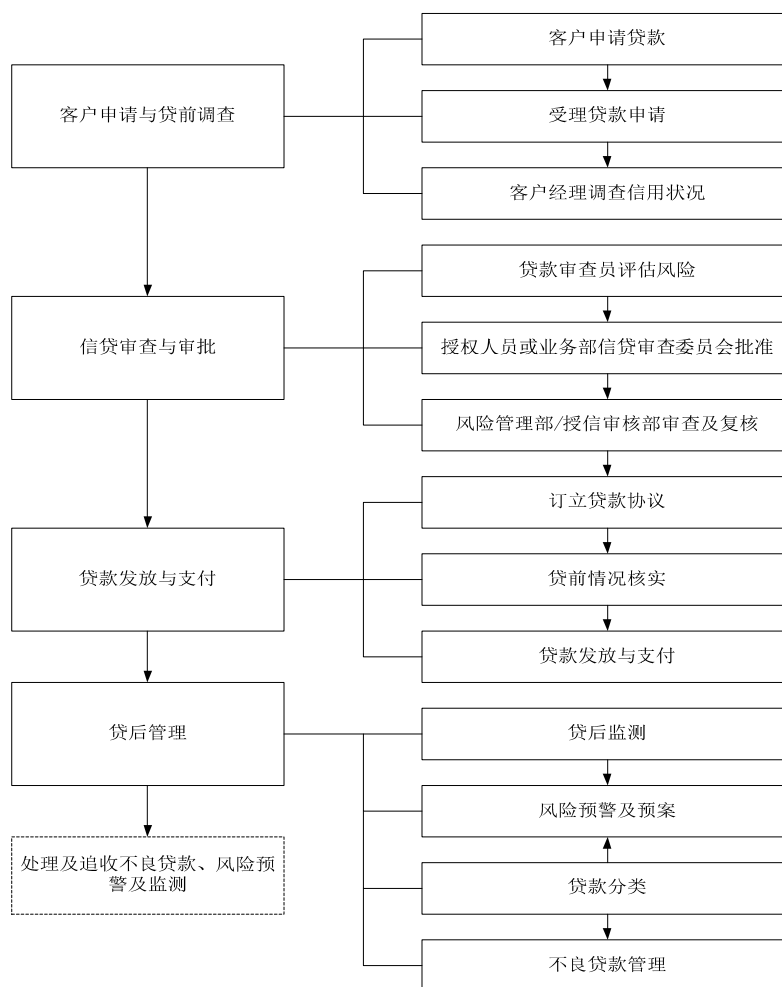 客户申请与贷前调查
客户申请贷款
受理贷款申请
客户经理调查信用状况
信贷审查与审批
贷款审查员评估风险
授权人员或业务部信贷审查委员会批准
风险管理部/授信审核部审查及复核
贷款发放与支付
订立贷款协议
贷前情况核实
贷款发放与支付
贷后管理
贷后监测
风险预警及预案
贷款分类
不良贷款管理
处理及追收不良贷款、风险预
警及监测